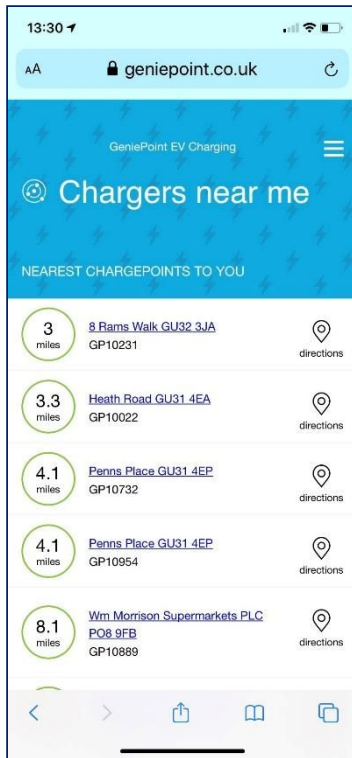 13:30
AA geniepoint.co.uk
GeniePoint EV Charging
Chargers near me
NEAREST CHARGEPOINTS TO YOU
3
miles
8 Rams Walk GU32 3JA
GP10231
directions
3.3
miles
Heath Road GU31 4EA
GP10022
directions
4.1
miles
Penns Place GU31 4EP
GP10732
directions
4.1
miles
Penns Place GU31 4EP
GP10954
directions
8.1
miles
Wm Morrison Supermarkets PLC
PO8 9FB
GP10889
directions